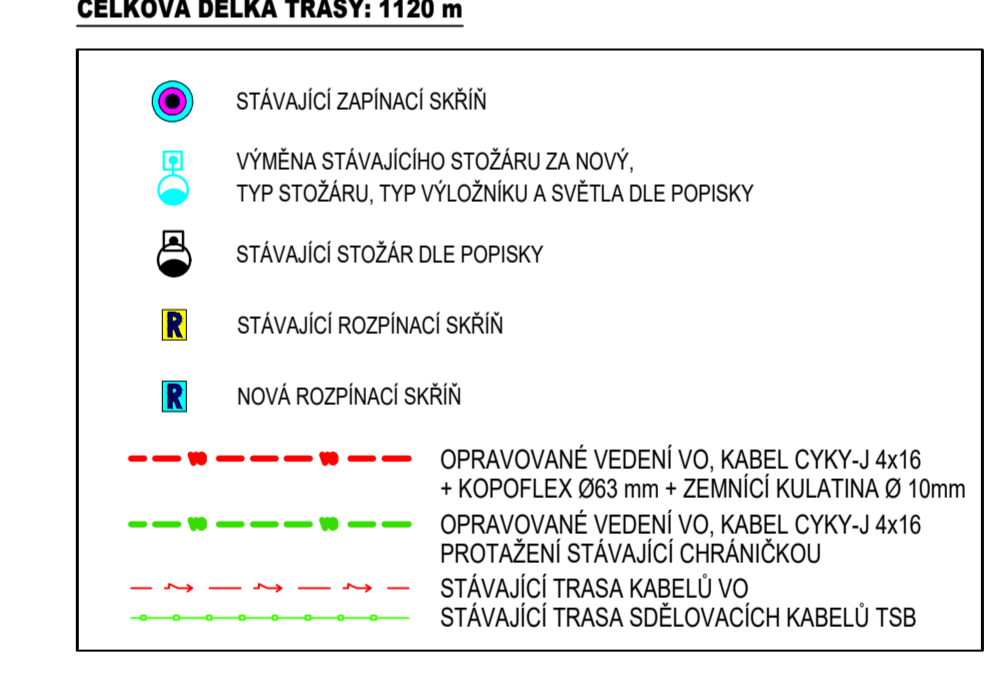 CELKOVÁ DÉLKA TRASY: 1120 m
STÁVAJÍCÍ ZAPÍNACÍ SKŘÍŇ
VÝMĚNA STÁVAJÍCÍHO STOŽÁRU ZA NOVÝ,
TYP STOŽÁRU, TYP VÝLOŽNÍKU A SVĚTLA DLE POPISKY
STÁVAJÍCÍ STOŽÁR DLE POPISKY
R STÁVAJÍCÍ ROZPÍNACÍ SKŘÍŇ
R NOVÁ ROZPÍNACÍ SKŘÍŇ
OPRAVOVANÉ VEDENÍ VO, KABEL CYKY-J 4x16
+ KOPOFLEX Ø63 mm + ZEMNÍCÍ KULATINA Ø 10mm
OPRAVOVANÉ VEDENÍ VO, KABEL CYKY-J 4x16
PROTAŽENÍ STÁVAJÍCÍ CHRÁNIČKOU
STÁVAJÍCÍ TRASA KABELŮ VO
STÁVAJÍCÍ TRASA SDĚLOVACÍCH KABELŮ TSB